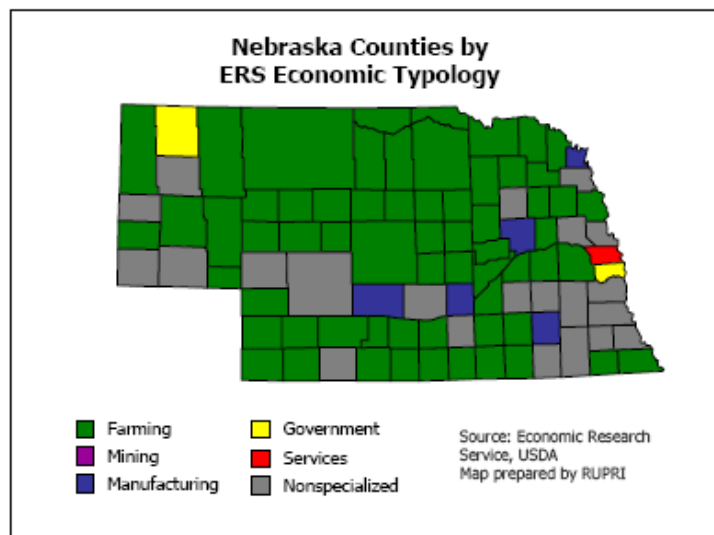 Nebraska Counties by
ERS Economic Typology
Farming
Mining
Manufacturing
Government
Services
Nonspecialized
Source: Economic Research
Service, USDA
Map prepared by RUPRI